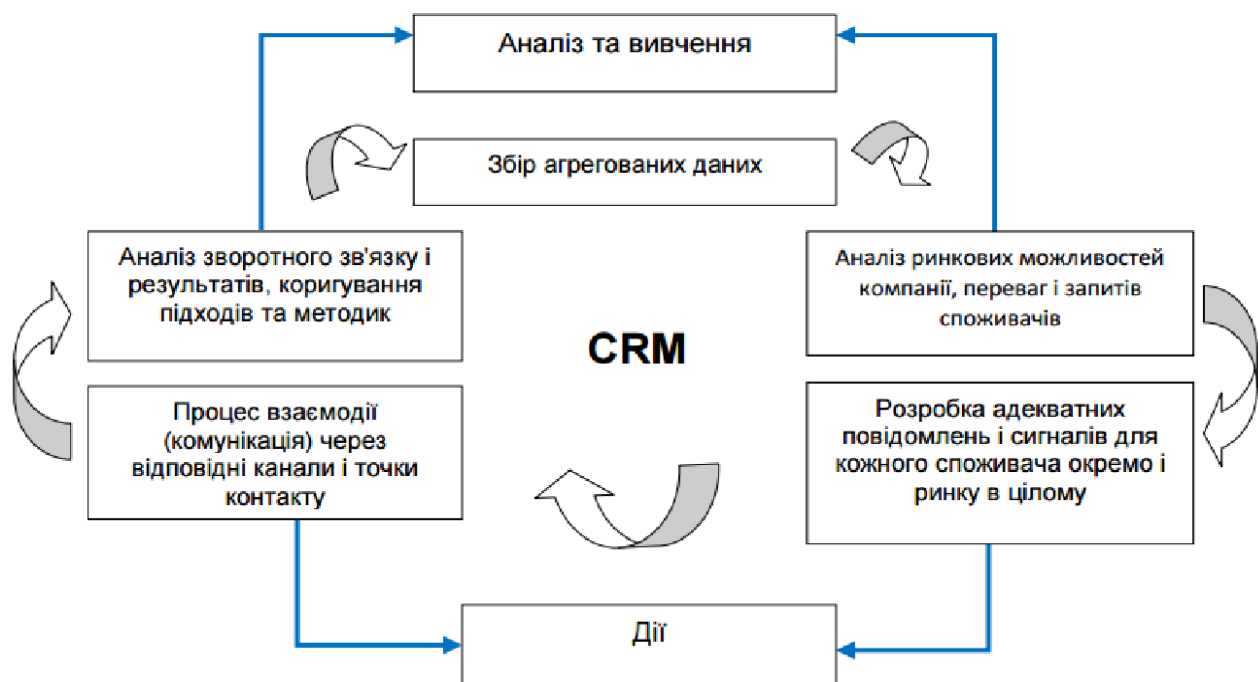 Аналіз та вивчення
Збір агрегованих даних
Аналіз зворотного зв'язку і
результатів, коригування
підходів та методик
Аналіз ринкових можливостей
компанії, переваг і запитів
споживачів
CRM
Процес взаємодії
(комунікація) через
відповідні канали і точки
контакту
Розробка адекватних
повідомлень і сигналів для
кожного споживача окремо і
ринку в цілому
Дії